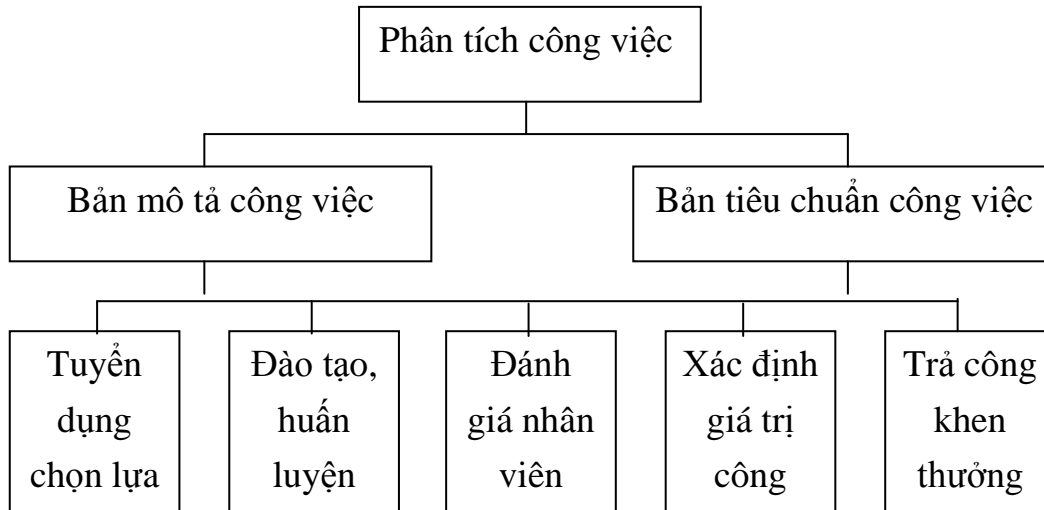 Phân tích công việc
Bản mô tả công việc
Bản tiêu chuẩn công việc
Tuyển
dụng
chọn lựa
Đào tạo,
huấn
luyện
Đánh
giá nhân
viên
Xác định
giá trị
công
Trả công
khen
thưởng